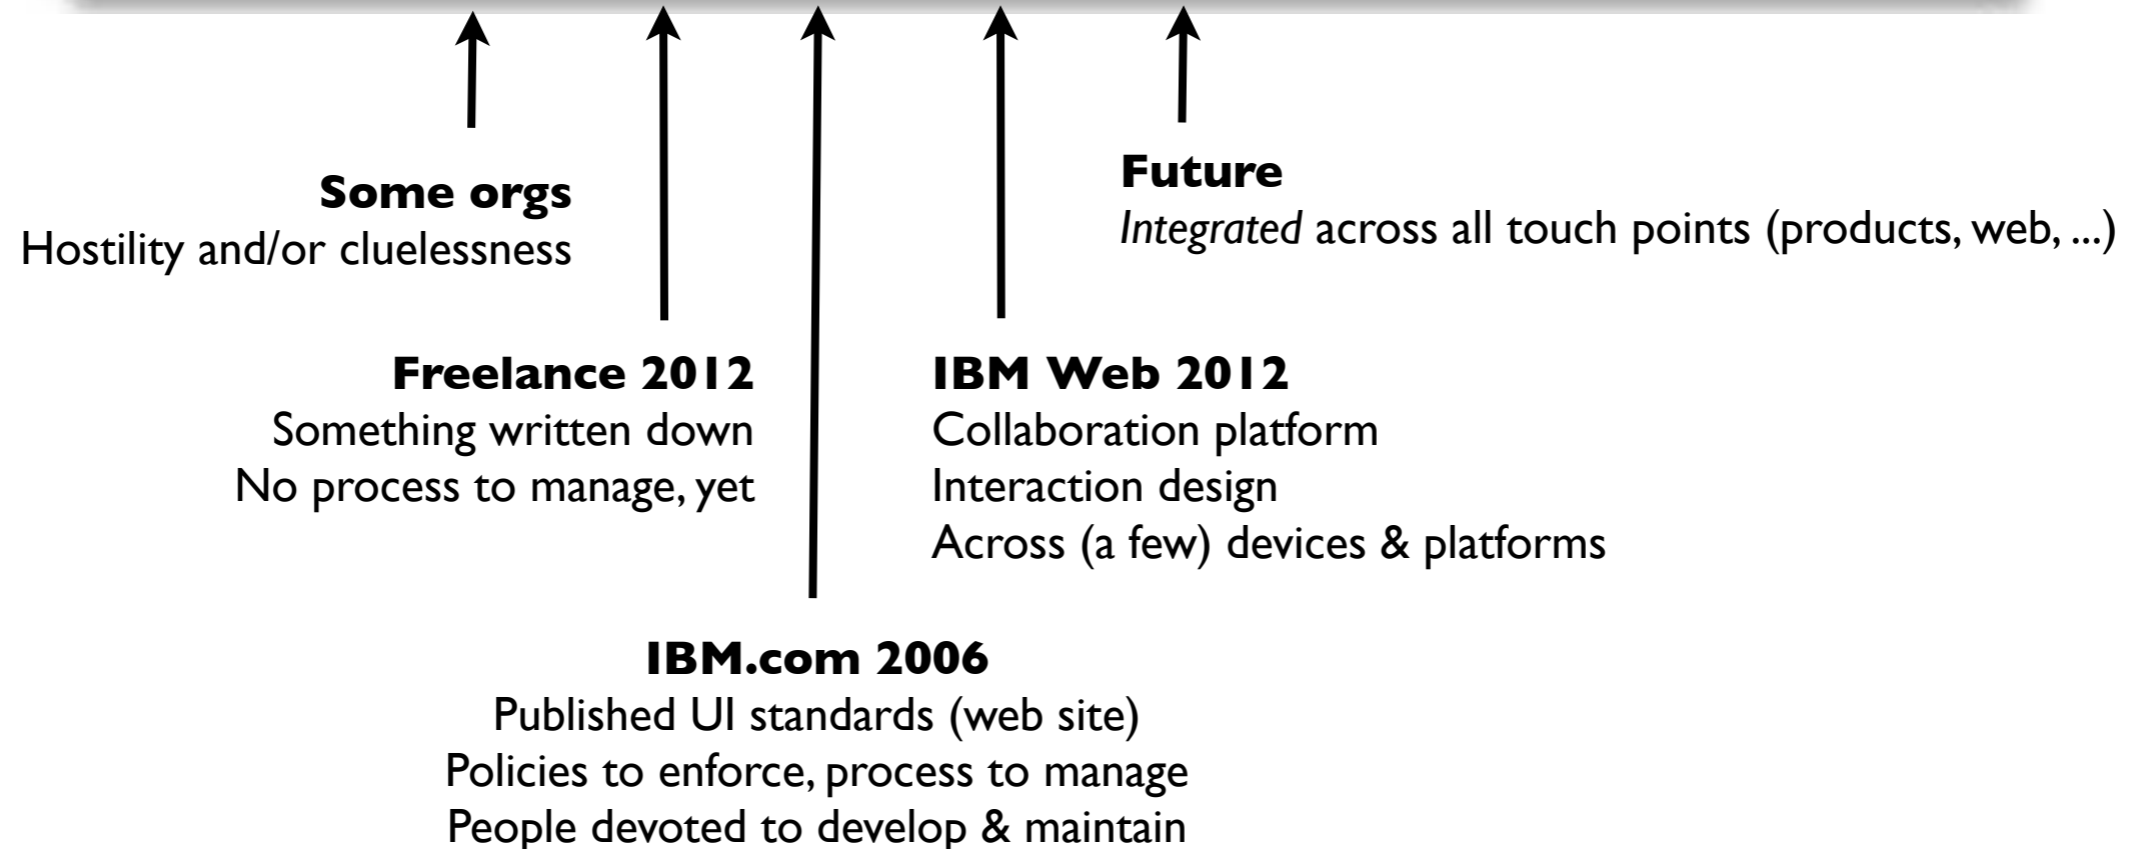 Some orgs
Hostility and/or cluelessness
Future
Integrated across all touch points (products, web, ...)
Freelance 2012
Something written down
No process to manage, yet
IBM Web 2012
Collaboration platform
Interaction design
Across (a few) devices & platforms
IBM.com 2006
Published UI standards (web site)
Policies to enforce, process to manage
People devoted to develop & maintain